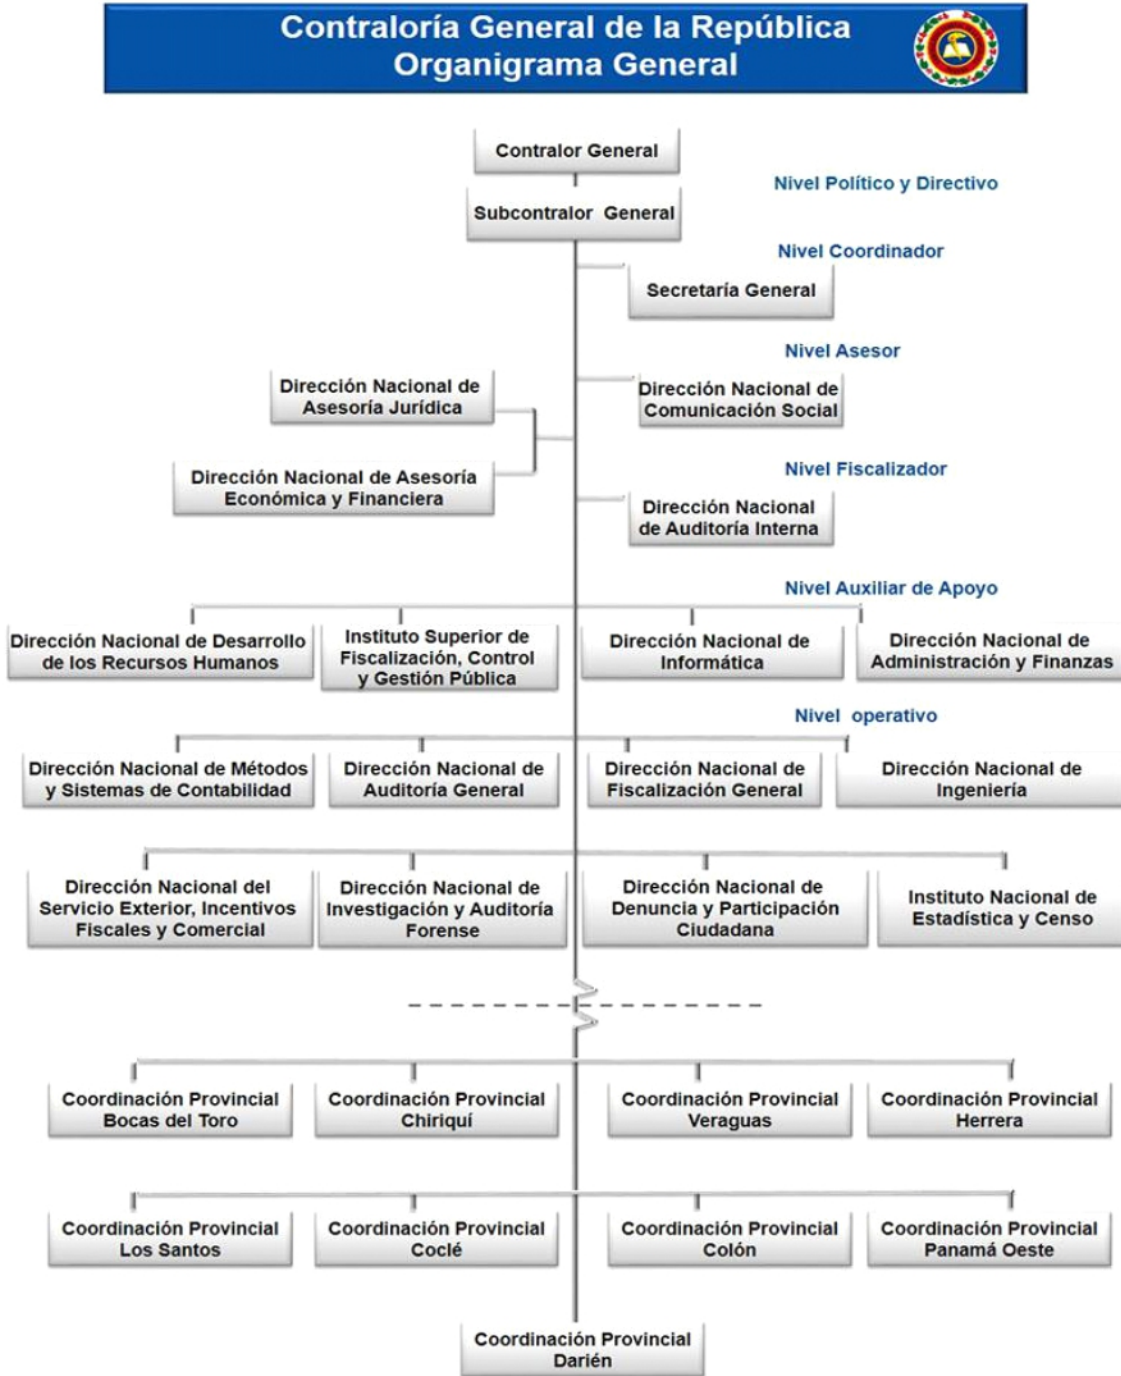 Contraloría General de la República
Organigrama General
Contralor General
Nivel Político y Directivo
Subcontralor General
Nivel Coordinador
Secretaría General
Nivel Asesor
Dirección Nacional de
Asesoría Jurídica
Dirección Nacional de
Comunicación Social
Dirección Nacional de Asesoría
Económica y Financiera
Nivel Fiscalizador
Dirección Nacional
de Auditoría Interna
Nivel Auxiliar de Apoyo
Dirección Nacional de Desarrollo
de los Recursos Humanos
Instituto Superior de
Fiscalización, Control
y Gestión Pública
Dirección Nacional de
Informática
Dirección Nacional de
Administración y Finanzas
Nivel operativo
Dirección Nacional de Métodos
y Sistemas de Contabilidad
Dirección Nacional de
Auditoría General
Dirección Nacional de
Fiscalización General
Dirección Nacional de
Ingeniería
Dirección Nacional del
Servicio Exterior, Incentivos
Fiscales y Comercial
Dirección Nacional de
Investigación y Auditoría
Forense
Dirección Nacional de
Denuncia y Participación
Ciudadana
Instituto Nacional de
Estadística y Censo
Coordinación Provincial
Bocas del Toro
Coordinación Provincial
Chiriquí
Coordinación Provincial
Veraguas
Coordinación Provincial
Herrera
Coordinación Provincial
Los Santos
Coordinación Provincial
Coclé
Coordinación Provincial
Colón
Coordinación Provincial
Panamá Oeste
Coordinación Provincial
Darién